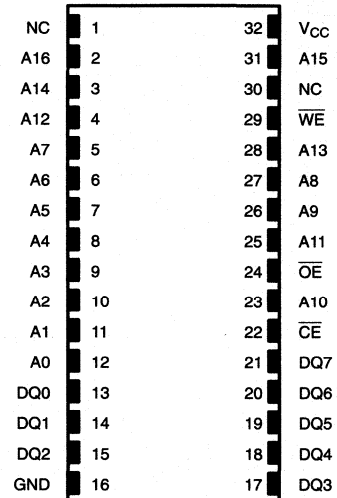 NC 1 32 VCC
A16 2 31 A15
A14 3 30 NC
A12 4 29 W̅E̅
A7 5 28 A13
A6 6 27 A8
A5 7 26 A9
A4 8 25 A11
A3 9 24 O̅E̅
A2 10 23 A10
A1 11 22 C̅E̅
A0 12 21 DQ7
DQ0 13 20 DQ6
DQ1 14 19 DQ5
DQ2 15 18 DQ4
GND 16 17 DQ3